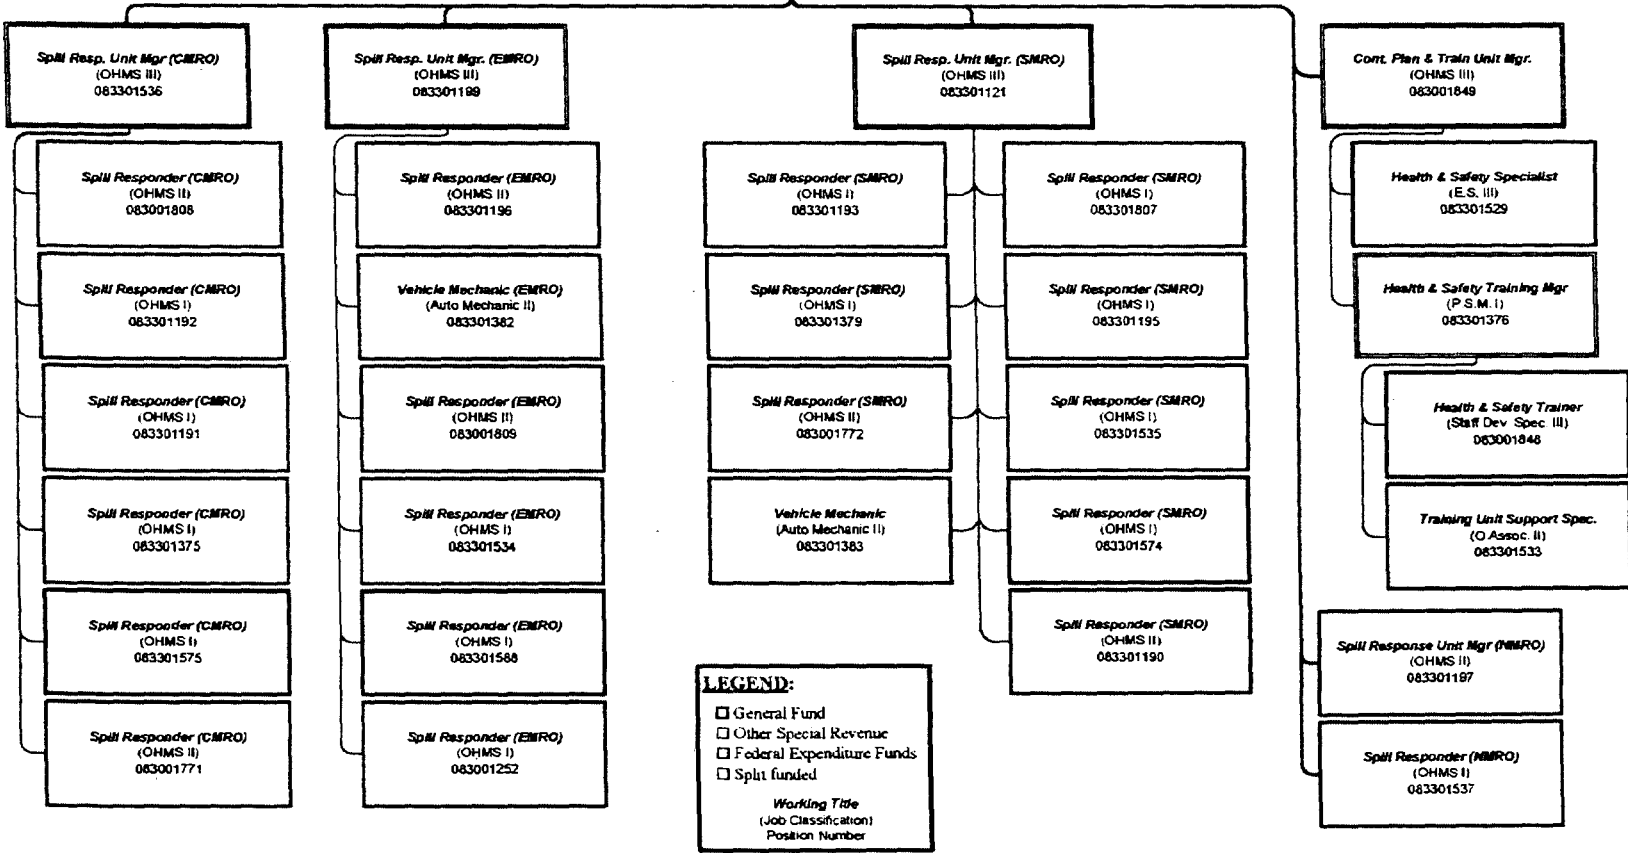 Spill Resp. Unit Mgr (CMRO)
(OHMS III)
083301536
Spill Responder (CMRO)
(OHMS II)
083001808
Spill Responder (CMRO)
(OHMS I)
083301192
Spill Responder (CMRO)
(OHMS I)
083301191
Spill Responder (CMRO)
(OHMS I)
083301375
Spill Responder (CMRO)
(OHMS I)
083301575
Spill Responder (CMRO)
(OHMS II)
083001771
Spill Resp. Unit Mgr. (EMRO)
(OHMS III)
083301199
Spill Responder (EMRO)
(OHMS II)
083301196
Vehicle Mechanic (EMRO)
(Auto Mechanic II)
083301382
Spill Responder (EMRO)
(OHMS II)
083001809
Spill Responder (EMRO)
(OHMS I)
083301534
Spill Responder (EMRO)
(OHMS I)
083301588
Spill Responder (EMRO)
(OHMS I)
083001252
Spill Resp. Unit Mgr. (SMRO)
(OHMS III)
083301121
Spill Responder (SMRO)
(OHMS I)
083301193
Spill Responder (SMRO)
(OHMS I)
083301379
Spill Responder (SMRO)
(OHMS II)
083001772
Vehicle Mechanic
(Auto Mechanic II)
083301383
Spill Responder (SMRO)
(OHMS I)
083301807
Spill Responder (SMRO)
(OHMS I)
083301195
Spill Responder (SMRO)
(OHMS I)
083301535
Spill Responder (SMRO)
(OHMS I)
083301574
Spill Responder (SMRO)
(OHMS II)
083301190
Cont. Plan & Train Unit Mgr.
(OHMS III)
083001849
Health & Safety Specialist
(E.S. III)
083301529
Health & Safety Training Mgr
(P.S.M. I)
083301376
Health & Safety Trainer
(Staff Dev. Spec. III)
083001848
Training Unit Support Spec.
(O Assoc. II)
083301533
Spill Response Unit Mgr (NMRO)
(OHMS II)
083301197
Spill Responder (NMRO)
(OHMS I)
083301537
LEGEND:
General Fund
Other Special Revenue
Federal Expenditure Funds
Split funded
Working Title
(Job Classification)
Position Number